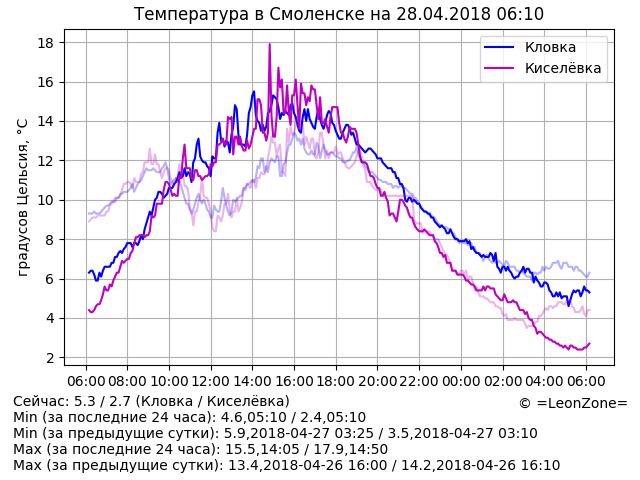 Температура в Смоленске на 28.04.2018 06:10
Кловка
Киселёвка
градусов Цельсия, °C
18
16
14
12
10
8
6
4
2
06:00 08:00 10:00 12:00 14:00 16:00 18:00 20:00 22:00 00:00 02:00 04:00 06:00
Сейчас: 5.3 / 2.7 (Кловка / Киселёвка)
© =LeonZone=
Min (за последние 24 часа): 4.6,05:10 / 2.4,05:10
Min (за предыдущие сутки): 5.9,2018-04-27 03:25 / 3.5,2018-04-27 03:10
Max (за последние 24 часа): 15.5,14:05 / 17.9,14:50
Max (за предыдущие сутки): 13.4,2018-04-26 16:00 / 14.2,2018-04-26 16:10